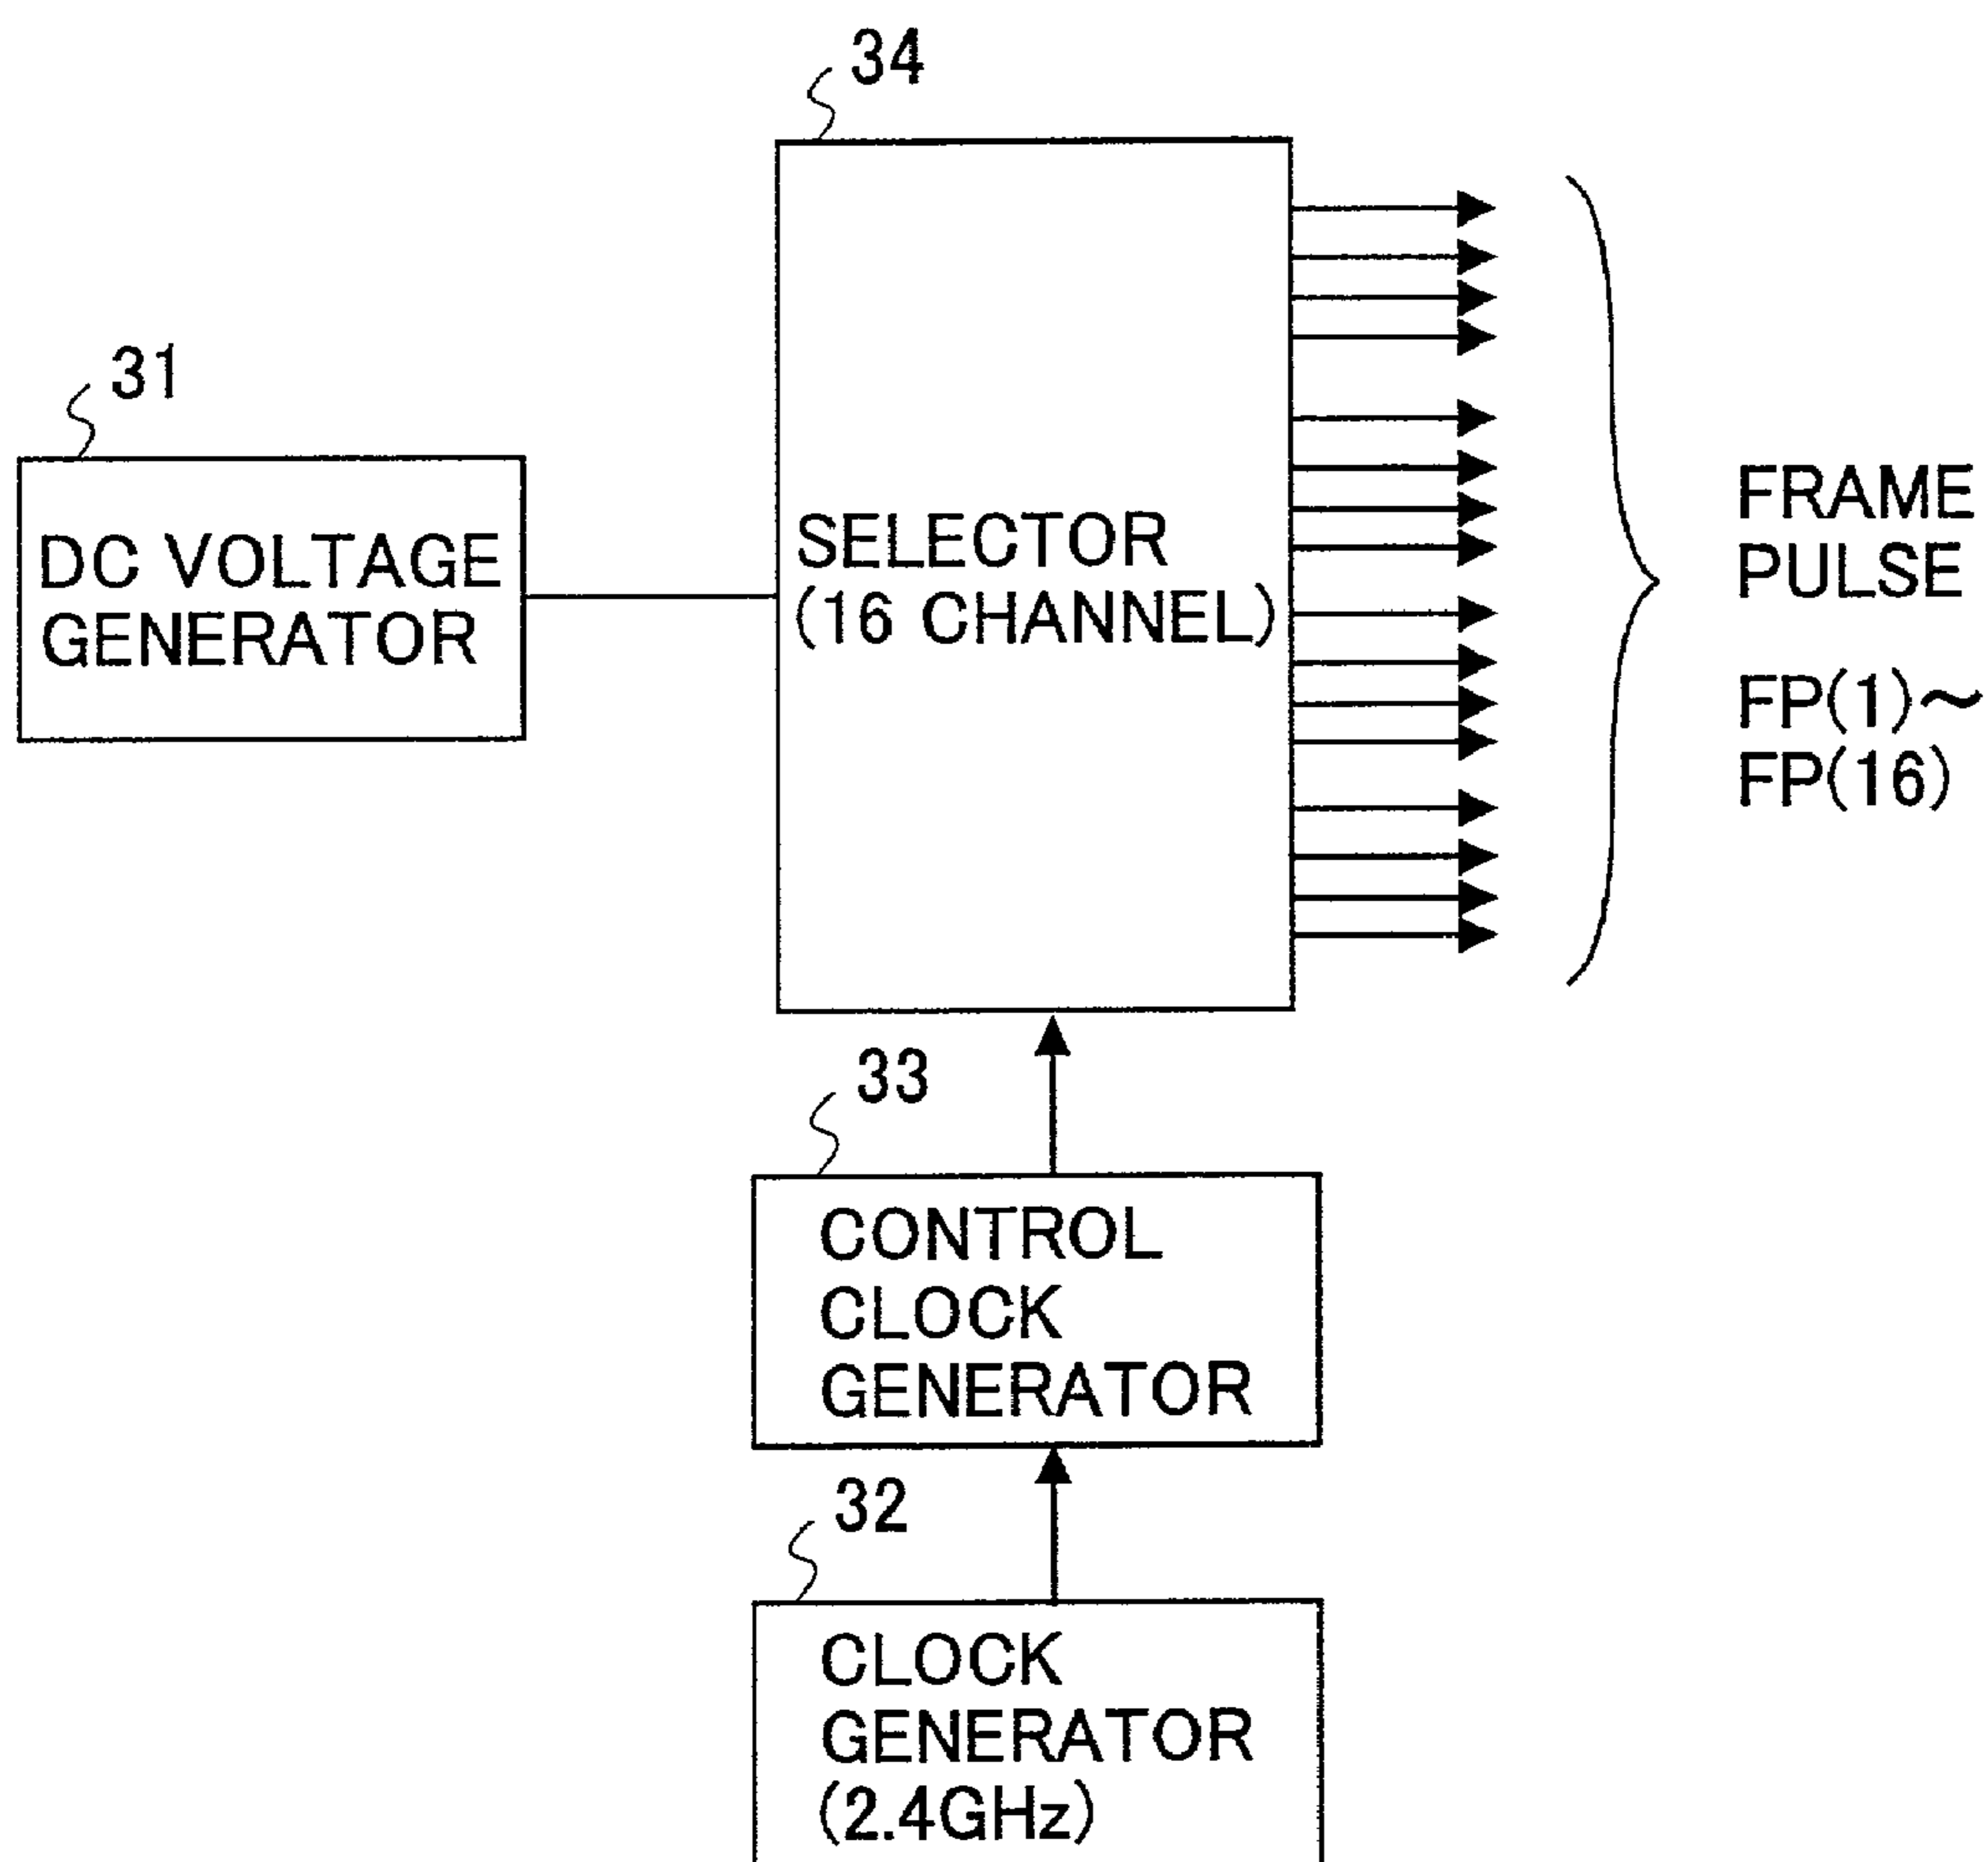 34
31
DC VOLTAGE
GENERATOR
SELECTOR
(16 CHANNEL)
FRAME
PULSE
FP(1)~
FP(16)
33
CONTROL
CLOCK
GENERATOR
32
CLOCK
GENERATOR
(2.4GHz)